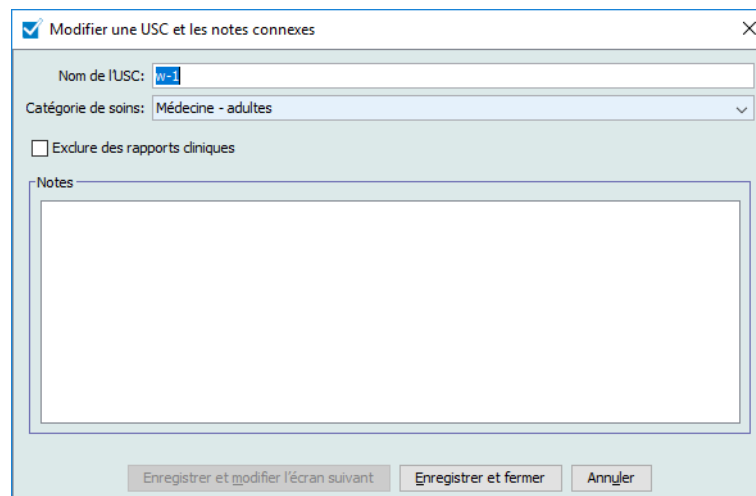 Modifier une USC et les notes connexes
Nom de l'USC: w-1
Catégorie de soins: Médecine - adultes
Exclure des rapports cliniques
Notes
Enregistrer et modifier l'écran suivant Enregistrer et fermer Annuler